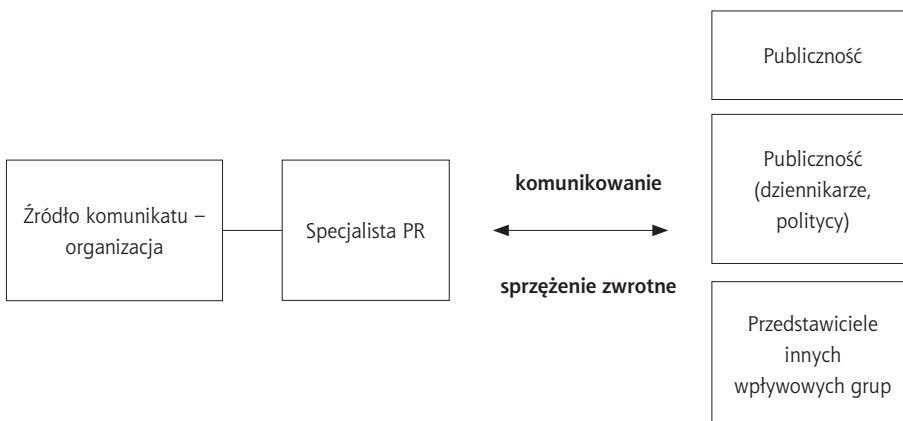 Źródło komunikatu –
organizacja
Specjalista PR
komunikowanie
sprzężenie zwrotne
Publiczność
Publiczność
(dziennikarze,
politycy)
Przedstawiciele
innych
wpływowych grup